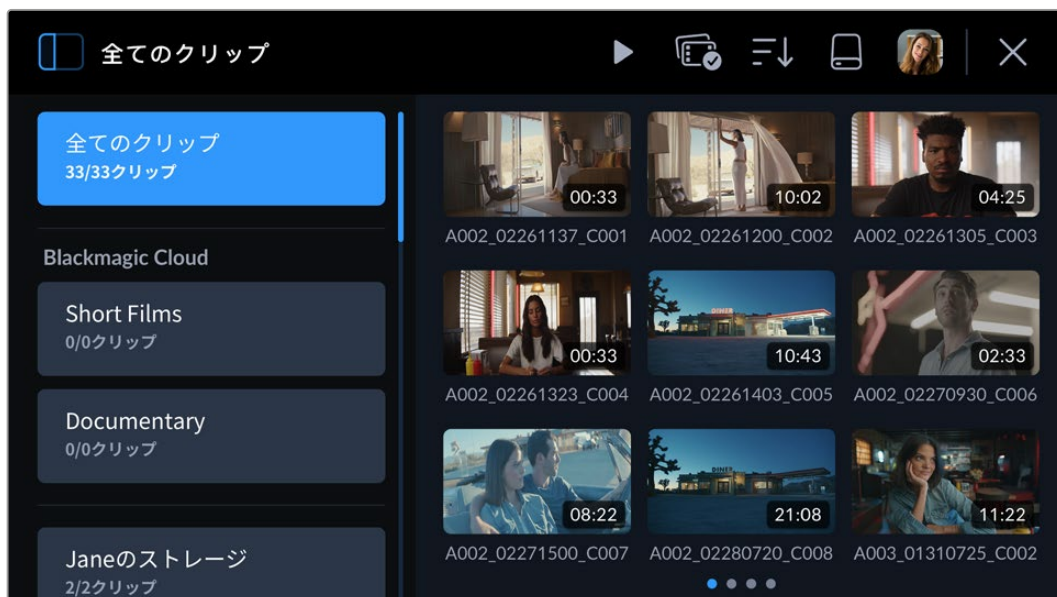 全てのクリップ
全てのクリップ
33/33クリップ
Blackmagic Cloud
Short Films
0/0クリップ
Documentary
0/0クリップ
Janeのストレージ
2/2クリップ
00:33
10:02
04:25
A002_02261137_C001
A002_02261200_C002
A002_02261305_C003
00:33
DINER
10:43
02:33
A002_02261323_C004
A002_02261403_C005
A002_02270930_C006
08:22
DINER
21:08
11:22
A002_02271500_C007
A002_02280720_C008
A003_01310725_C002